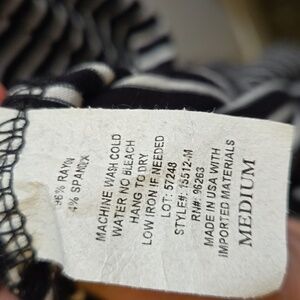 96% RAYON
4% SPANDEX
MACHINE WASH COLD
WATER NO BLEACH
HANG TO DRY
LOW IRON IF NEEDED
LOT: 57248
STYLE#: 15512-M
RN#: 96263
MADE IN USA WITH
IMPORTED MATERIALS
MEDIUM